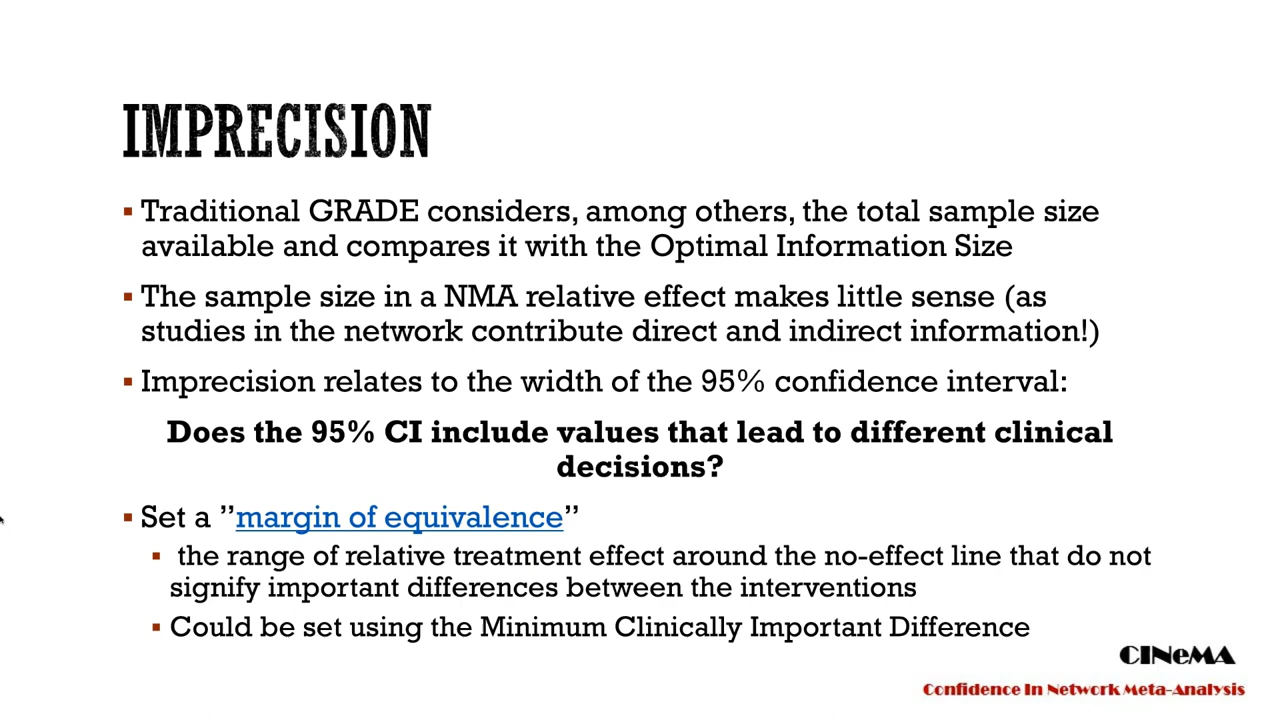 IMPRECISION
▪ Traditional GRADE considers, among others, the total sample size
available and compares it with the Optimal Information Size
▪ The sample size in a NMA relative effect makes little sense (as
studies in the network contribute direct and indirect information!)
▪ Imprecision relates to the width of the 95% confidence interval:
Does the 95% CI include values that lead to different clinical
decisions?
▪ Set a ”margin of equivalence”
▪ the range of relative treatment effect around the no-effect line that do not
signify important differences between the interventions
▪ Could be set using the Minimum Clinically Important Difference
CINeMA
Confidence In Network Meta-Analysis